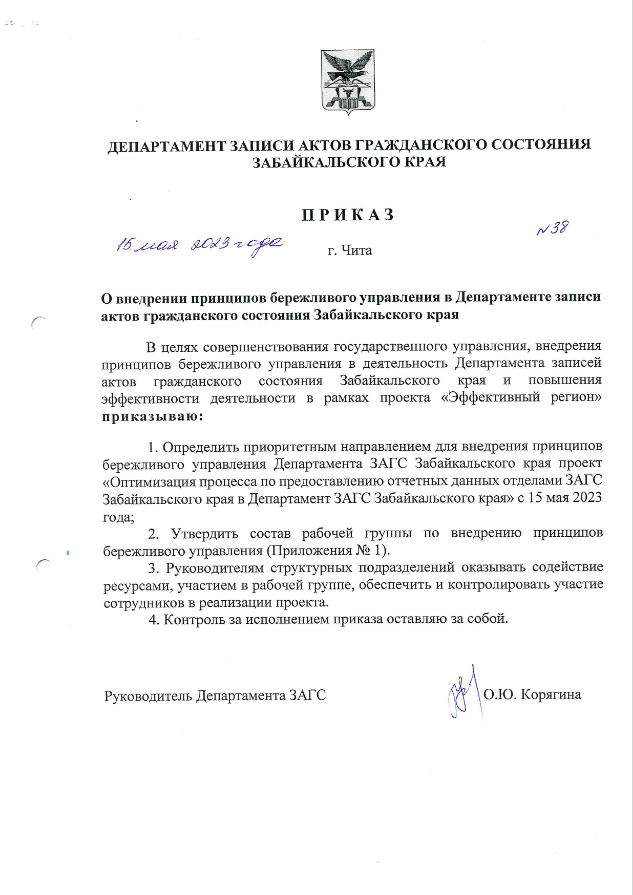 ДЕПАРТАМЕНТ ЗАПИСИ АКТОВ ГРАЖДАНСКОГО СОСТОЯНИЯ
ЗАБАЙКАЛЬСКОГО КРАЯ
П Р И К А З
15 мая 2023 года
№ 38
г. Чита
О внедрении принципов бережливого управления в Департаменте записи
актов гражданского состояния Забайкальского края
В целях совершенствования государственного управления, внедрения
принципов бережливого управления в деятельность Департамента записей
актов гражданского состояния Забайкальского края и повышения
эффективности деятельности в рамках проекта «Эффективный регион»
приказываю:
1. Определить приоритетным направлением для внедрения принципов
бережливого управления Департамента ЗАГС Забайкальского края проект
«Оптимизация процесса по предоставлению отчетных данных отделами ЗАГС
Забайкальского края в Департамент ЗАГС Забайкальского края» с 15 мая 2023
года;
2. Утвердить состав рабочей группы по внедрению принципов
бережливого управления (Приложения № 1).
3. Руководителям структурных подразделений оказывать содействие
ресурсами, участием в рабочей группе, обеспечить и контролировать участие
сотрудников в реализации проекта.
4. Контроль за исполнением приказа оставляю за собой.
Руководитель Департамента ЗАГС
О.Ю. Корягина